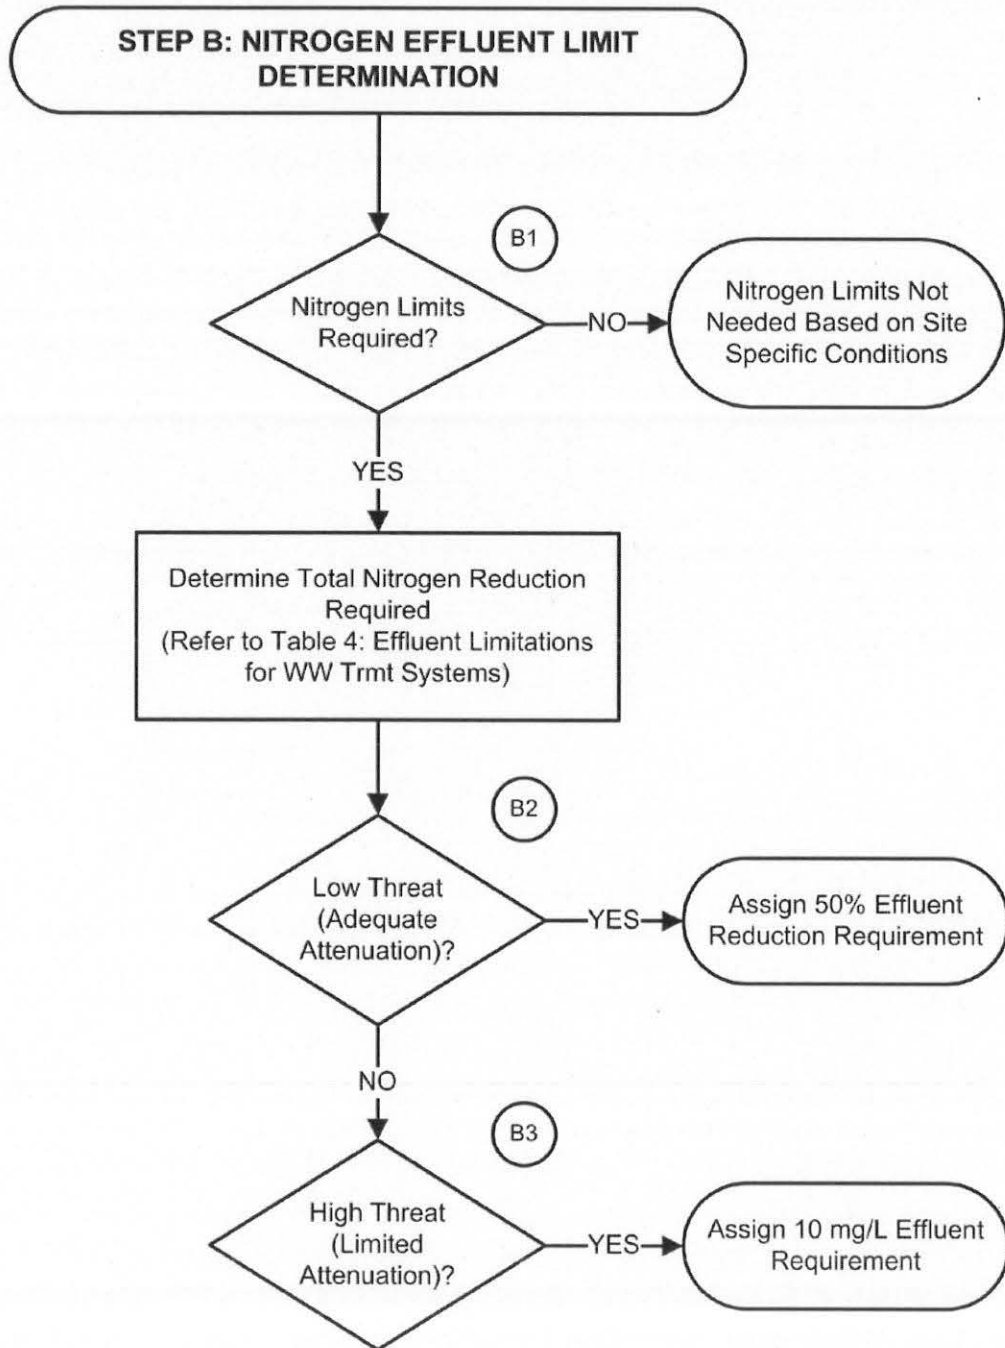 STEP B: NITROGEN EFFLUENT LIMIT
DETERMINATION
B1
Nitrogen Limits
Required?
NO
Nitrogen Limits Not
Needed Based on Site
Specific Conditions
YES
Determine Total Nitrogen Reduction
Required
(Refer to Table 4: Effluent Limitations
for WW Trmt Systems)
B2
Low Threat
(Adequate
Attenuation)?
YES
Assign 50% Effluent
Reduction Requirement
NO
B3
High Threat
(Limited
Attenuation)?
YES
Assign 10 mg/L Effluent
Requirement